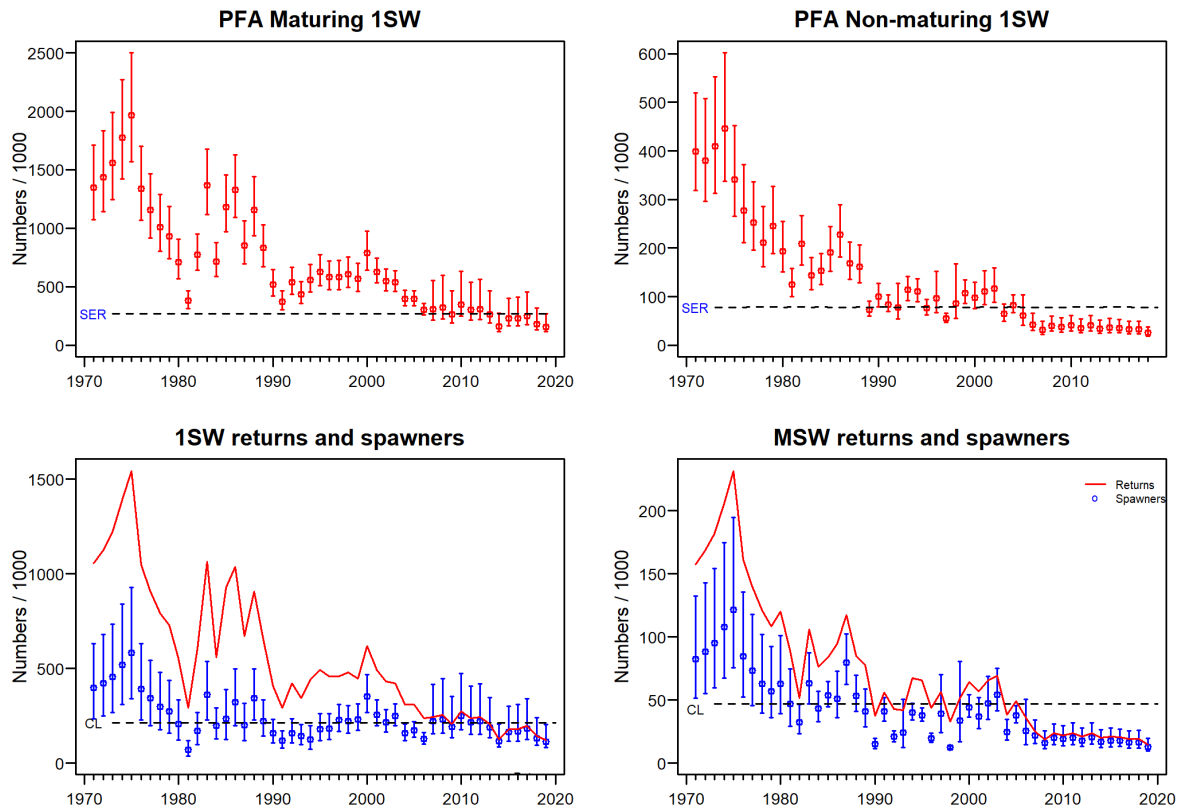 PFA Maturing 1SW
Numbers / 1000
2500
2000
1500
1000
500
0
SER
1970 1980 1990 2000 2010 2020
PFA Non-maturing 1SW
Numbers / 1000
600
500
400
300
200
100
0
SER
1970 1980 1990 2000 2010
1SW returns and spawners
Numbers / 1000
1500
1000
500
0
CL
1970 1980 1990 2000 2010 2020
MSW returns and spawners
Numbers / 1000
200
150
100
50
0
CL
Returns
Spawners
1970 1980 1990 2000 2010 2020